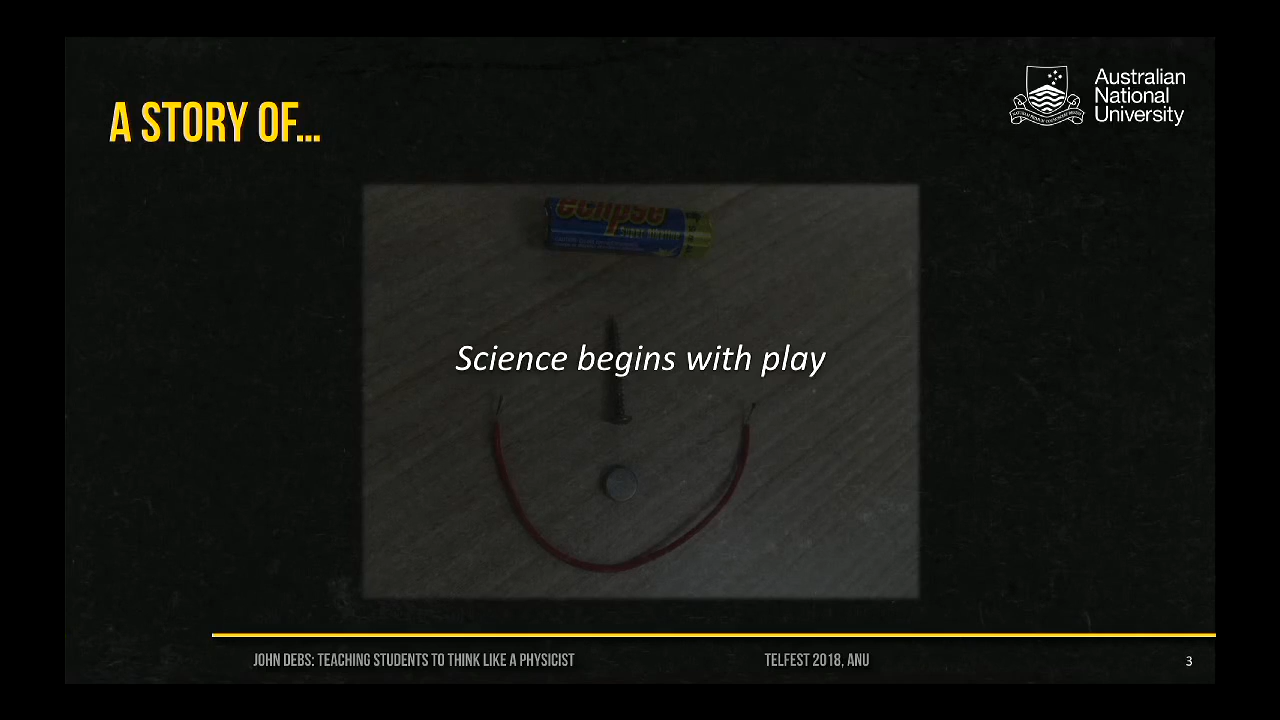 A STORY OF...
Australian
National
University
eclipse
Science begins with play
JOHN DEBS: TEACHING STUDENTS TO THINK LIKE A PHYSICIST
TELFEST 2018, ANU
3